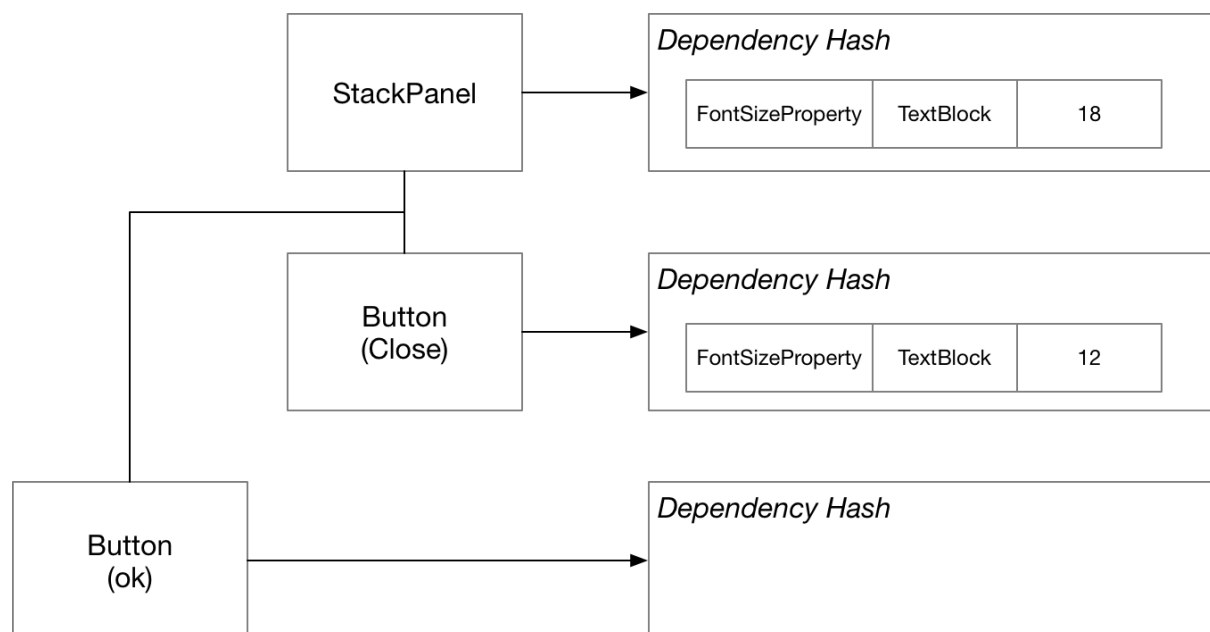 StackPanel
Dependency Hash
FontSizeProperty TextBlock 18
Button
(Close)
Dependency Hash
FontSizeProperty TextBlock 12
Button
(ok)
Dependency Hash